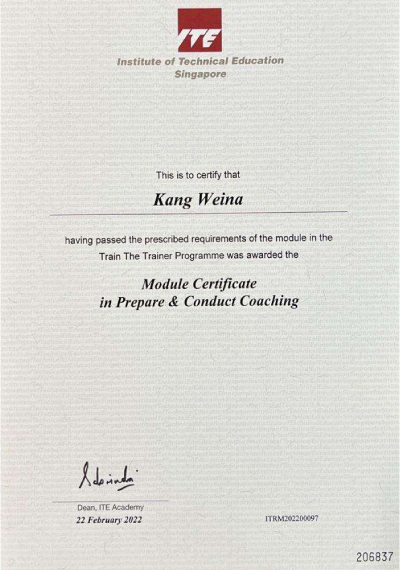 ITE
Institute of Technical Education
Singapore
This is to certify that
Kang Weina
having passed the prescribed requirements of the module in the
Train The Trainer Programme was awarded the
Module Certificate
in Prepare & Conduct Coaching
Dean, ITE Academy
22 February 2022
ITRM202200097
206837